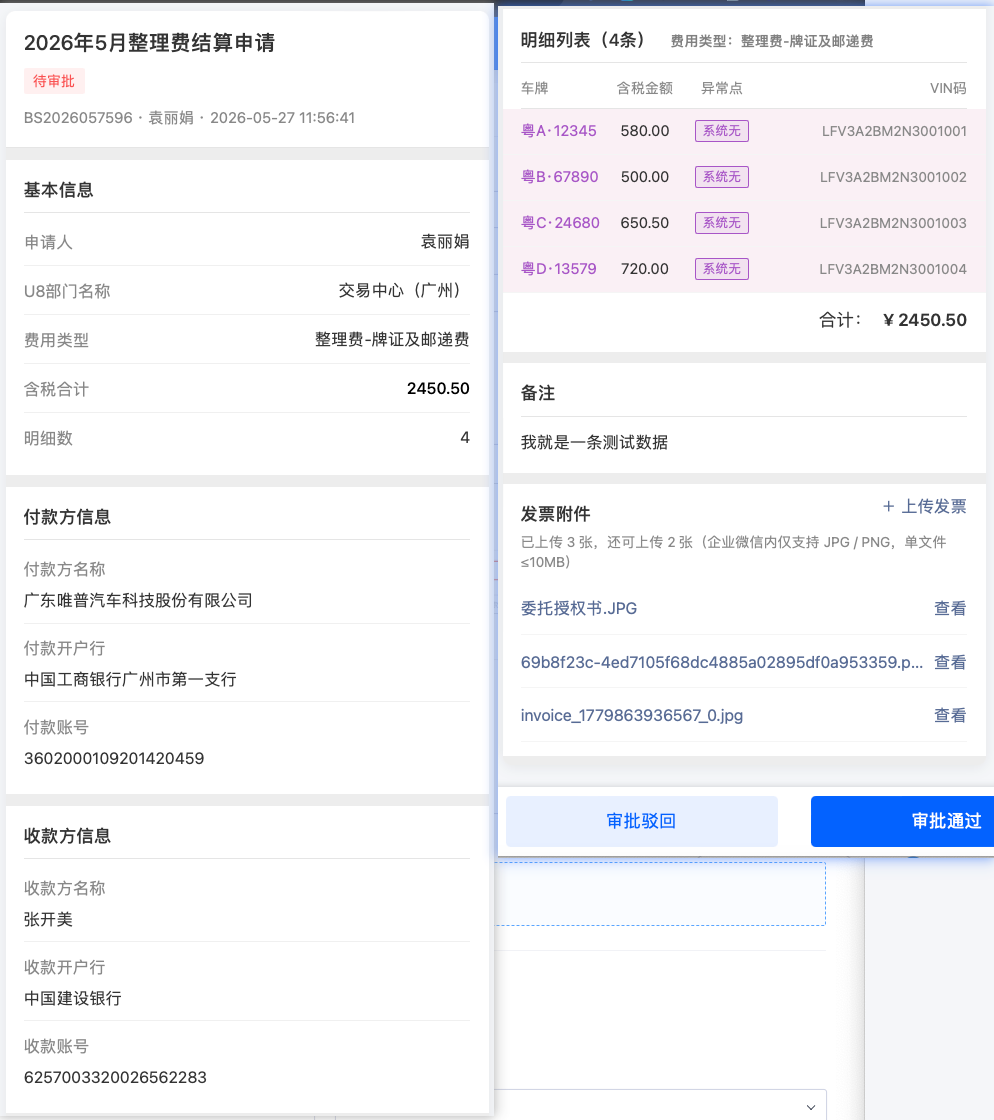 2026年5月整理费结算申请
待审批
BS2026057596 · 袁丽娟 · 2026-05-27 11:56:41
基本信息
申请人 袁丽娟
U8部门名称 交易中心（广州）
费用类型 整理费-牌证及邮递费
含税合计 2450.50
明细数 4
付款方信息
付款方名称
广东唯普汽车科技股份有限公司
付款开户行
中国工商银行广州市第一支行
付款账号
3602000109201420459
收款方信息
收款方名称
张开美
收款开户行
中国建设银行
收款账号
6257003320026562283
明细列表（4条） 费用类型：整理费-牌证及邮递费
车牌 含税金额 异常点 VIN码
粤A·12345 580.00 系统无 LFV3A2BM2N3001001
粤B·67890 500.00 系统无 LFV3A2BM2N3001002
粤C·24680 650.50 系统无 LFV3A2BM2N3001003
粤D·13579 720.00 系统无 LFV3A2BM2N3001004
合计： ¥ 2450.50
备注
我就是一条测试数据
发票附件 + 上传发票
已上传 3 张，还可上传 2 张（企业微信内仅支持 JPG / PNG，单文件
≤10MB）
委托授权书.JPG 查看
69b8f23c-4ed7105f68dc4885a02895df0a953359.p... 查看
invoice_1779863936567_0.jpg 查看
审批驳回 审批通过